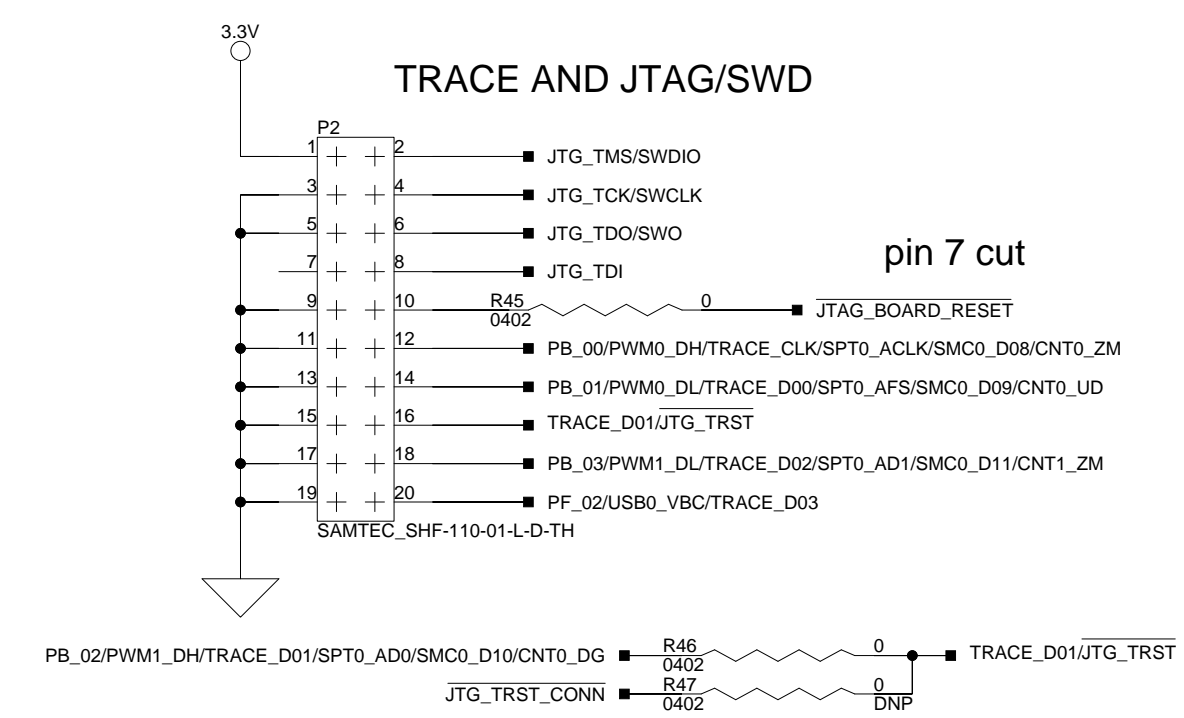 3.3V
TRACE AND JTAG/SWD
P2
1 2 JTG_TMS/SWDIO
3 4 JTG_TCK/SWCLK
5 6 JTG_TDO/SWO
pin 7 cut
7 8 JTG_TDI
9 10 R45 0 JTAG_BOARD_RESET
0402
11 12 PB_00/PWM0_DH/TRACE_CLK/SPT0_ACLK/SMC0_D08/CNT0_ZM
13 14 PB_01/PWM0_DL/TRACE_D00/SPT0_AFS/SMC0_D09/CNT0_UD
15 16 TRACE_D01/JTG_TRST
17 18 PB_03/PWM1_DL/TRACE_D02/SPT0_AD1/SMC0_D11/CNT1_ZM
19 20 PF_02/USB0_VBC/TRACE_D03
SAMTEC_SHF-110-01-L-D-TH
PB_02/PWM1_DH/TRACE_D01/SPT0_AD0/SMC0_D10/CNT0_DG R46 0 TRACE_D01/JTG_TRST
0402
JTG_TRST_CONN R47 0
0402 DNP